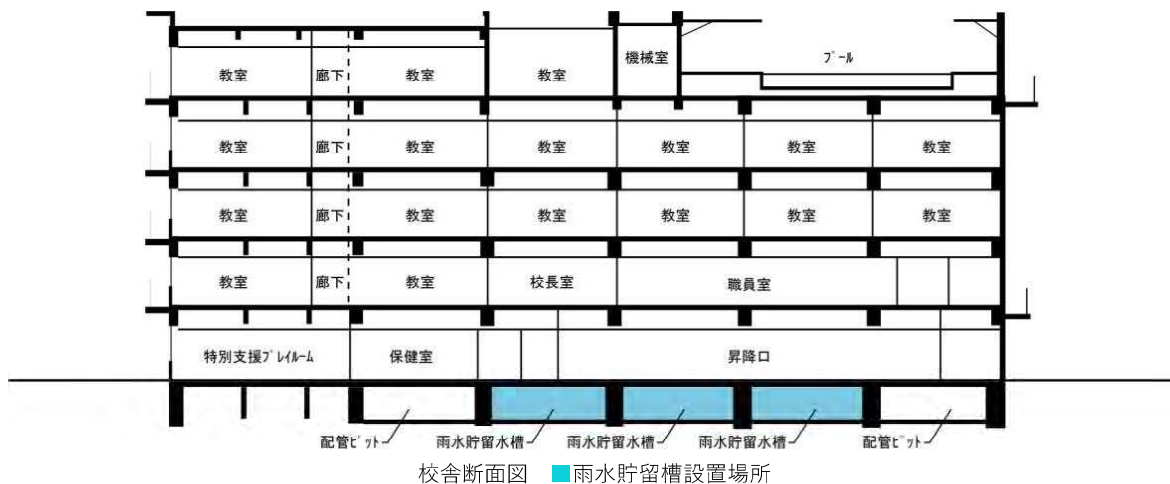 教室 廊下 教室 教室 機械室 プール
教室 廊下 教室 教室 教室 教室 教室
教室 廊下 教室 教室 教室 教室 教室
教室 廊下 教室 校長室 職員室
特別支援プレイルーム 保健室 昇降口
配管ピット 雨水貯留水槽 雨水貯留水槽 雨水貯留水槽 配管ピット
校舎断面図 雨水貯留槽設置場所